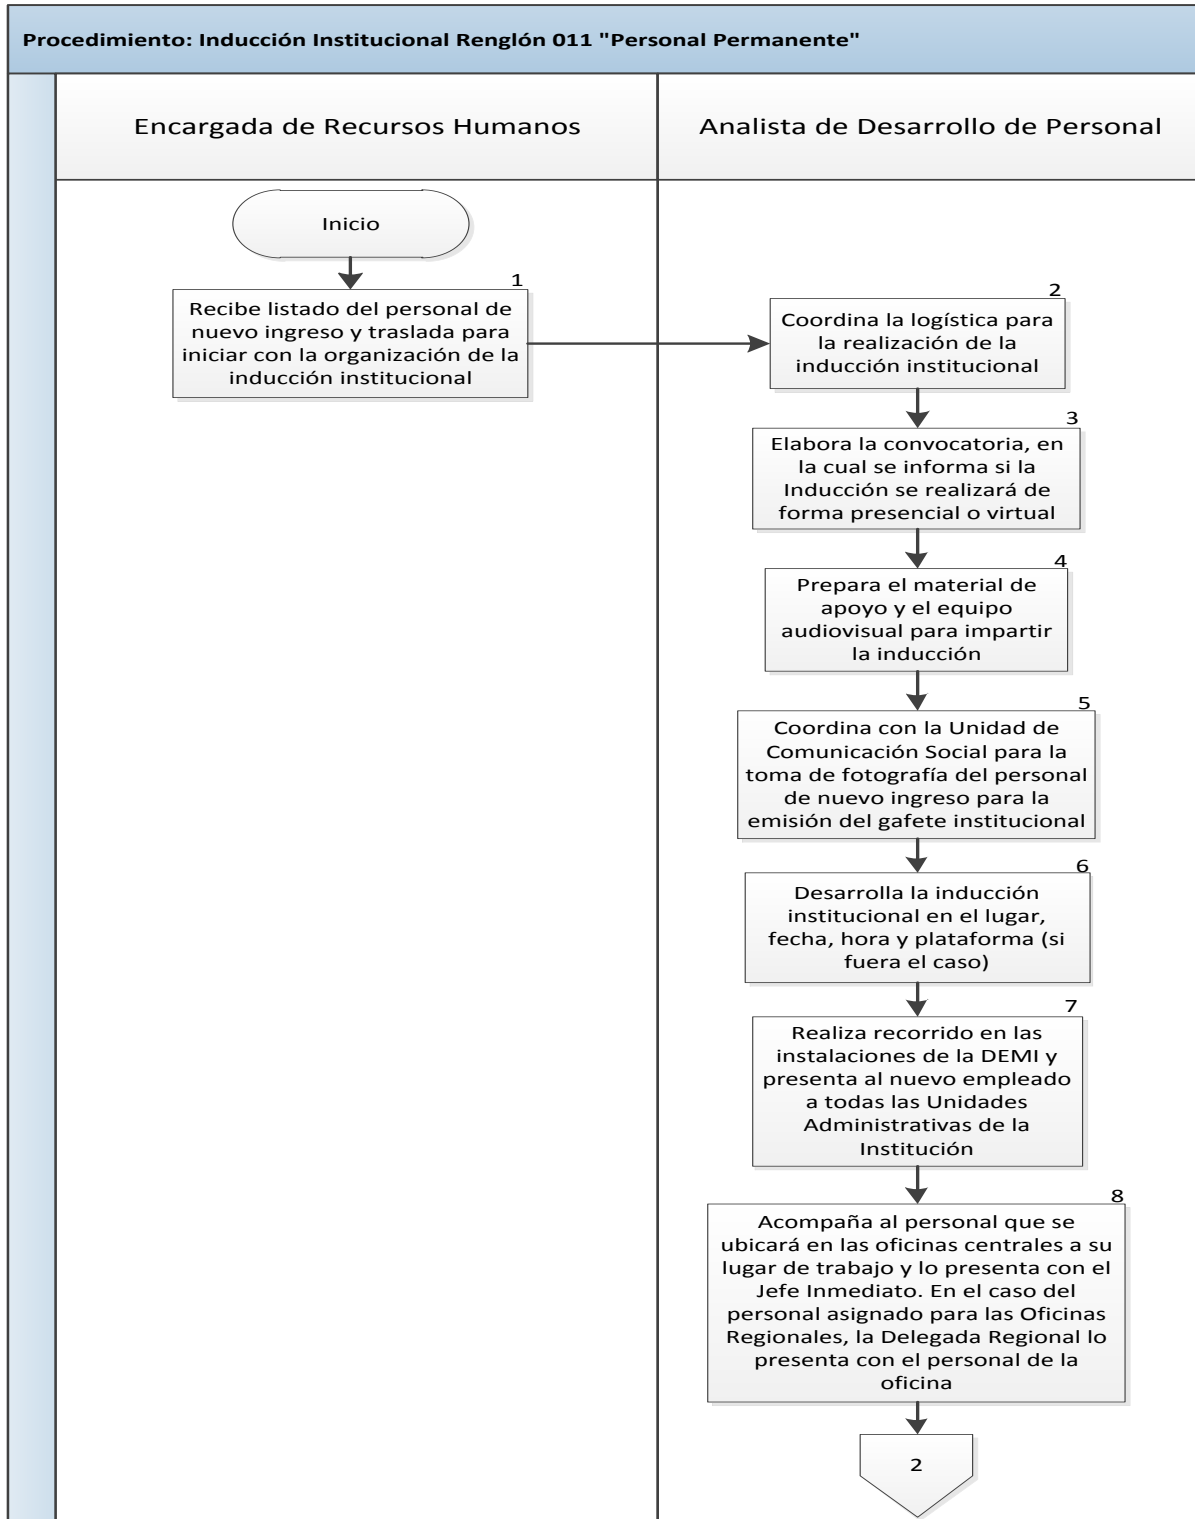 Procedimiento: Inducción Institucional Renglón 011 "Personal Permanente"
Encargada de Recursos Humanos
Analista de Desarrollo de Personal
Inicio
1
Recibe listado del personal de
nuevo ingreso y traslada para
iniciar con la organización de la
inducción institucional
2
Coordina la logística para
la realización de la
inducción institucional
3
Elabora la convocatoria, en
la cual se informa si la
Inducción se realizará de
forma presencial o virtual
4
Prepara el material de
apoyo y el equipo
audiovisual para impartir
la inducción
5
Coordina con la Unidad de
Comunicación Social para la
toma de fotografía del personal
de nuevo ingreso para la
emisión del gafete institucional
6
Desarrolla la inducción
institucional en el lugar,
fecha, hora y plataforma (si
fuera el caso)
7
Realiza recorrido en las
instalaciones de la DEMI y
presenta al nuevo empleado
a todas las Unidades
Administrativas de la
Institución
8
Acompaña al personal que se
ubicará en las oficinas centrales a su
lugar de trabajo y lo presenta con el
Jefe Inmediato. En el caso del
personal asignado para las Oficinas
Regionales, la Delegada Regional lo
presenta con el personal de la
oficina
2